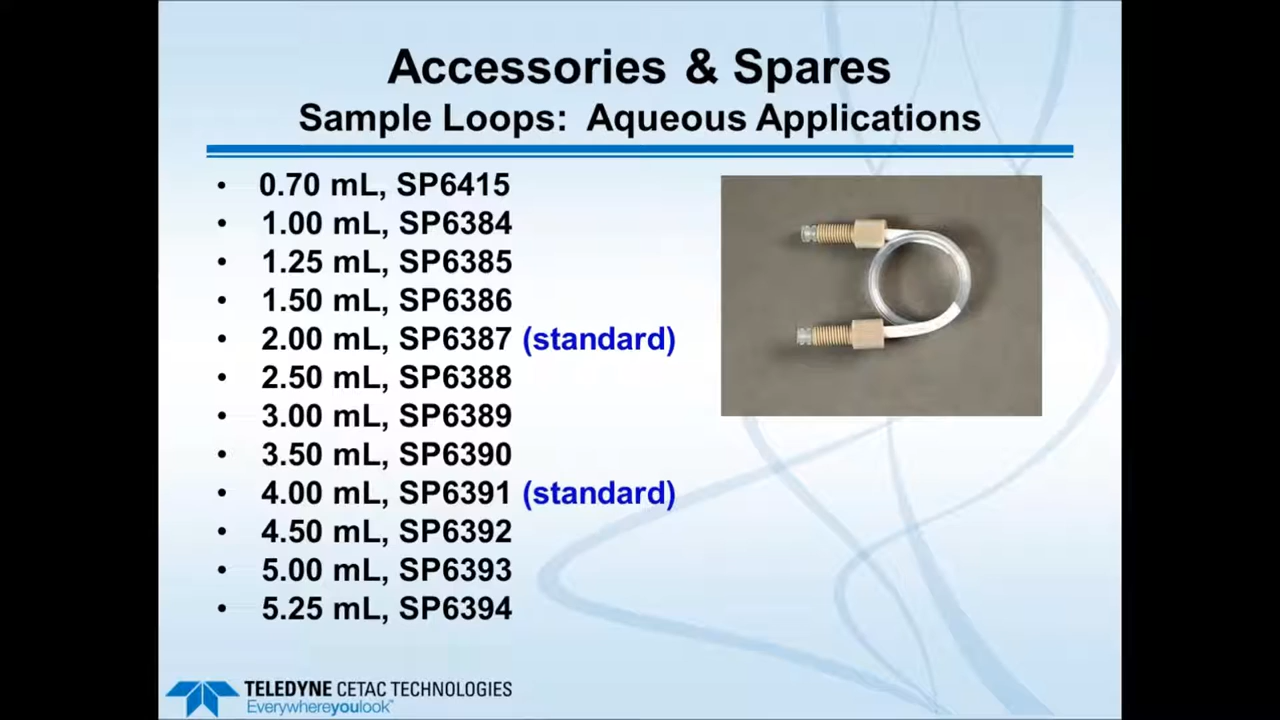 Accessories & Spares
Sample Loops: Aqueous Applications
• 0.70 mL, SP6415
• 1.00 mL, SP6384
• 1.25 mL, SP6385
• 1.50 mL, SP6386
• 2.00 mL, SP6387 (standard)
• 2.50 mL, SP6388
• 3.00 mL, SP6389
• 3.50 mL, SP6390
• 4.00 mL, SP6391 (standard)
• 4.50 mL, SP6392
• 5.00 mL, SP6393
• 5.25 mL, SP6394
TELEDYNE CETAC TECHNOLOGIES
Everywhereyoulook™